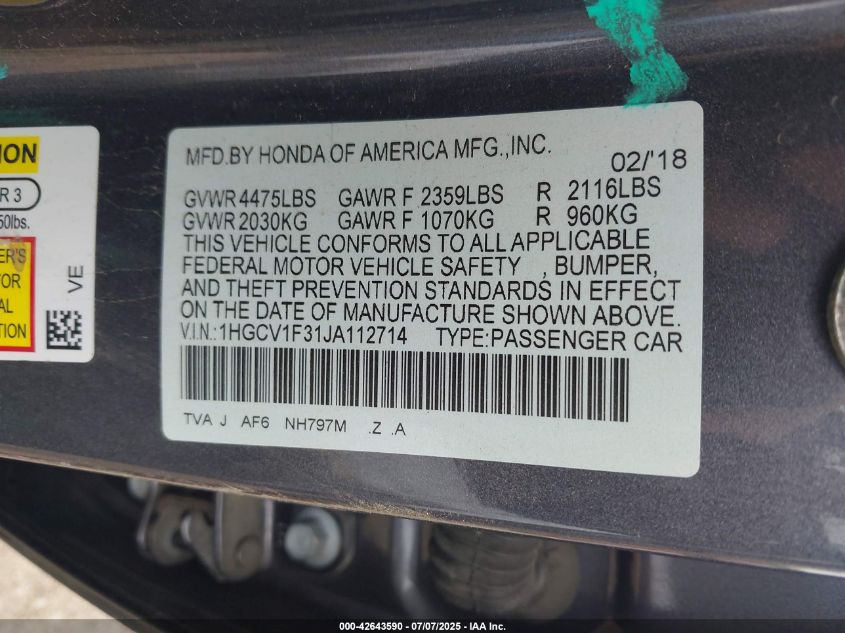 MFD.BY HONDA OF AMERICA MFG.,INC. 02/'18
GVWR 4475LBS GAWR F 2359LBS R 2116LBS
GVWR 2030KG GAWR F 1070KG R 960KG
THIS VEHICLE CONFORMS TO ALL APPLICABLE
FEDERAL MOTOR VEHICLE SAFETY , BUMPER,
AND THEFT PREVENTION STANDARDS IN EFFECT
ON THE DATE OF MANUFACTURE SHOWN ABOVE.
V.I.N.:1HGCV1F31JA112714 TYPE:PASSENGER CAR
TVA J AF6 NH797M .Z .A
R 3
50lbs.
VE
000-42643590 - 07/07/2025 - IAA Inc.